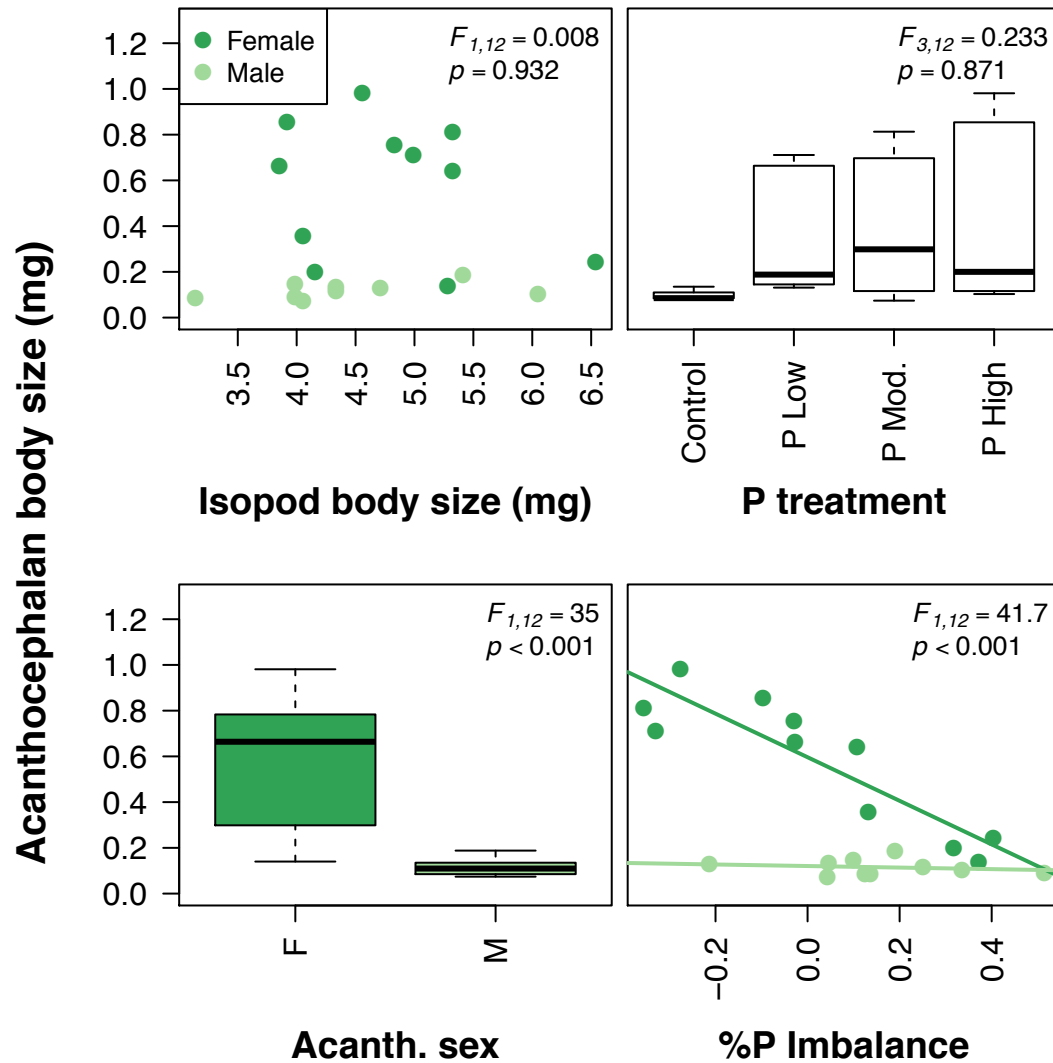 Acanthocephalan body size (mg)
Female
Male
F1,12 = 0.008
p = 0.932
1.2
1.0
0.8
0.6
0.4
0.2
0.0
3.5
4.0
4.5
5.0
5.5
6.0
6.5
Isopod body size (mg)
F3,12 = 0.233
p = 0.871
Control
P Low
P Mod.
P High
P treatment
F1,12 = 35
p < 0.001
1.2
1.0
0.8
0.6
0.4
0.2
0.0
F
M
Acanth. sex
F1,12 = 41.7
p < 0.001
−0.2
0.0
0.2
0.4
%P Imbalance